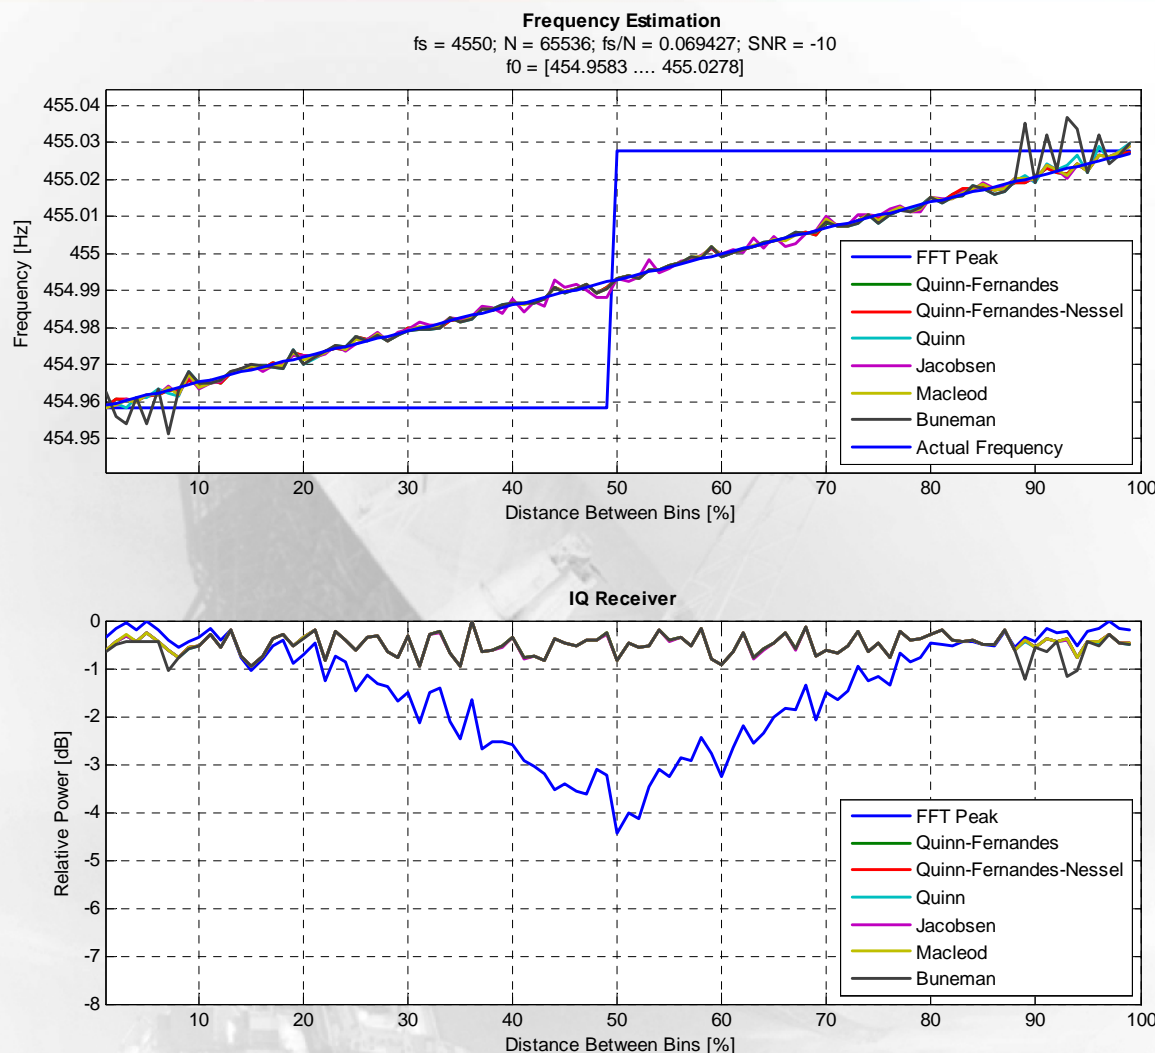 Frequency Estimation
fs = 4550; N = 65536; fs/N = 0.069427; SNR = -10
f0 = [454.9583 .... 455.0278]
455.04
455.03
455.02
455.01
455
454.99
454.98
454.97
454.96
454.95
Frequency [Hz]
FFT Peak
Quinn-Fernandes
Quinn-Fernandes-Nessel
Quinn
Jacobsen
Macleod
Buneman
Actual Frequency
10 20 30 40 50 60 70 80 90 100
Distance Between Bins [%]
IQ Receiver
0
-1
-2
-3
-4
-5
-6
-7
-8
Relative Power [dB]
FFT Peak
Quinn-Fernandes
Quinn-Fernandes-Nessel
Quinn
Jacobsen
Macleod
Buneman
10 20 30 40 50 60 70 80 90 100
Distance Between Bins [%]